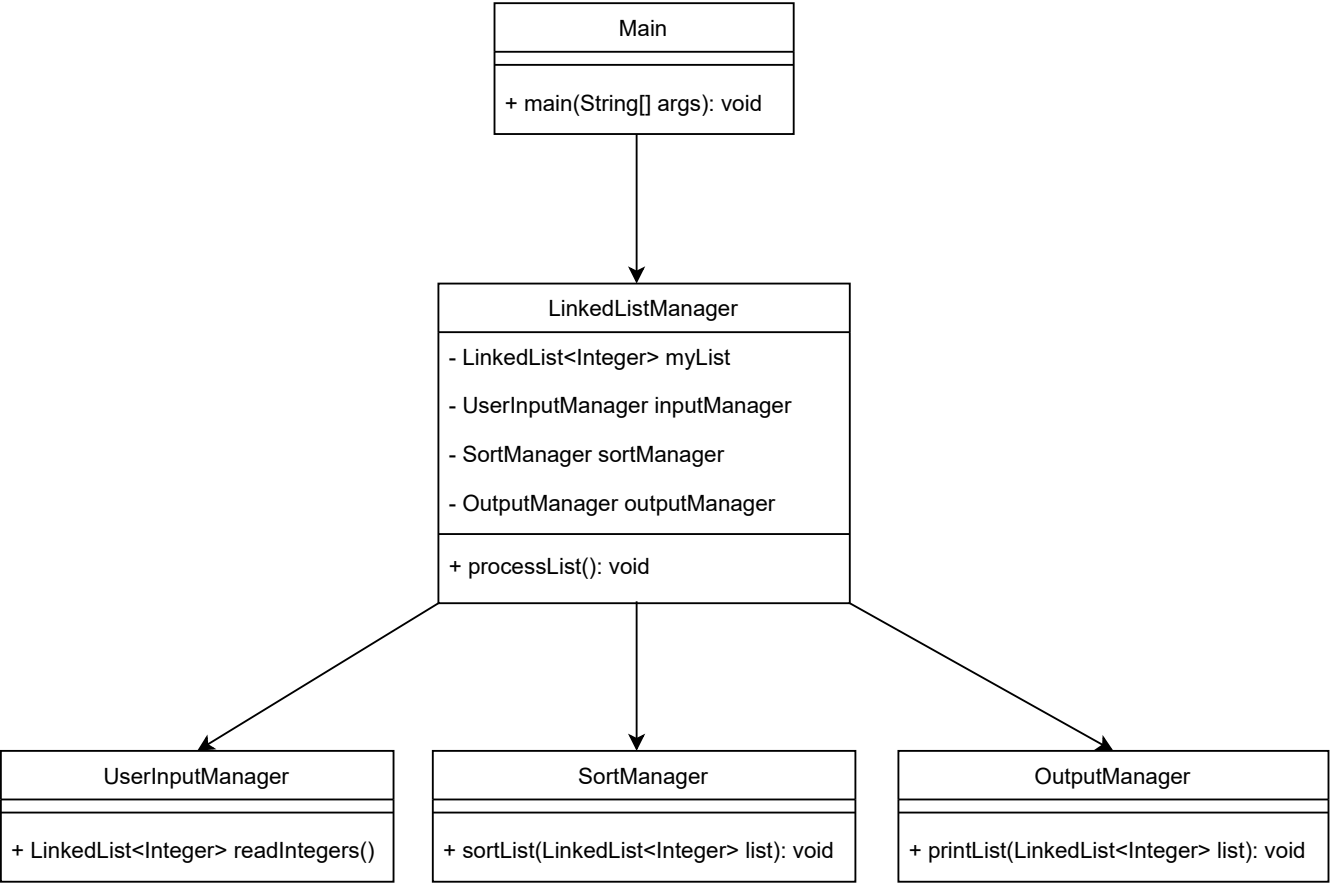 Main
+ main(String[] args): void
LinkedListManager
- LinkedList<Integer> myList
- UserInputManager inputManager
- SortManager sortManager
- OutputManager outputManager
+ processList(): void
UserInputManager
+ LinkedList<Integer> readIntegers()
SortManager
+ sortList(LinkedList<Integer> list): void
OutputManager
+ printList(LinkedList<Integer> list): void